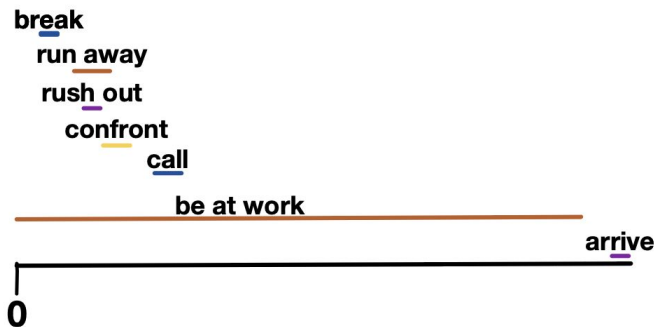 break
run away
rush out
confront
call
be at work
arrive
0